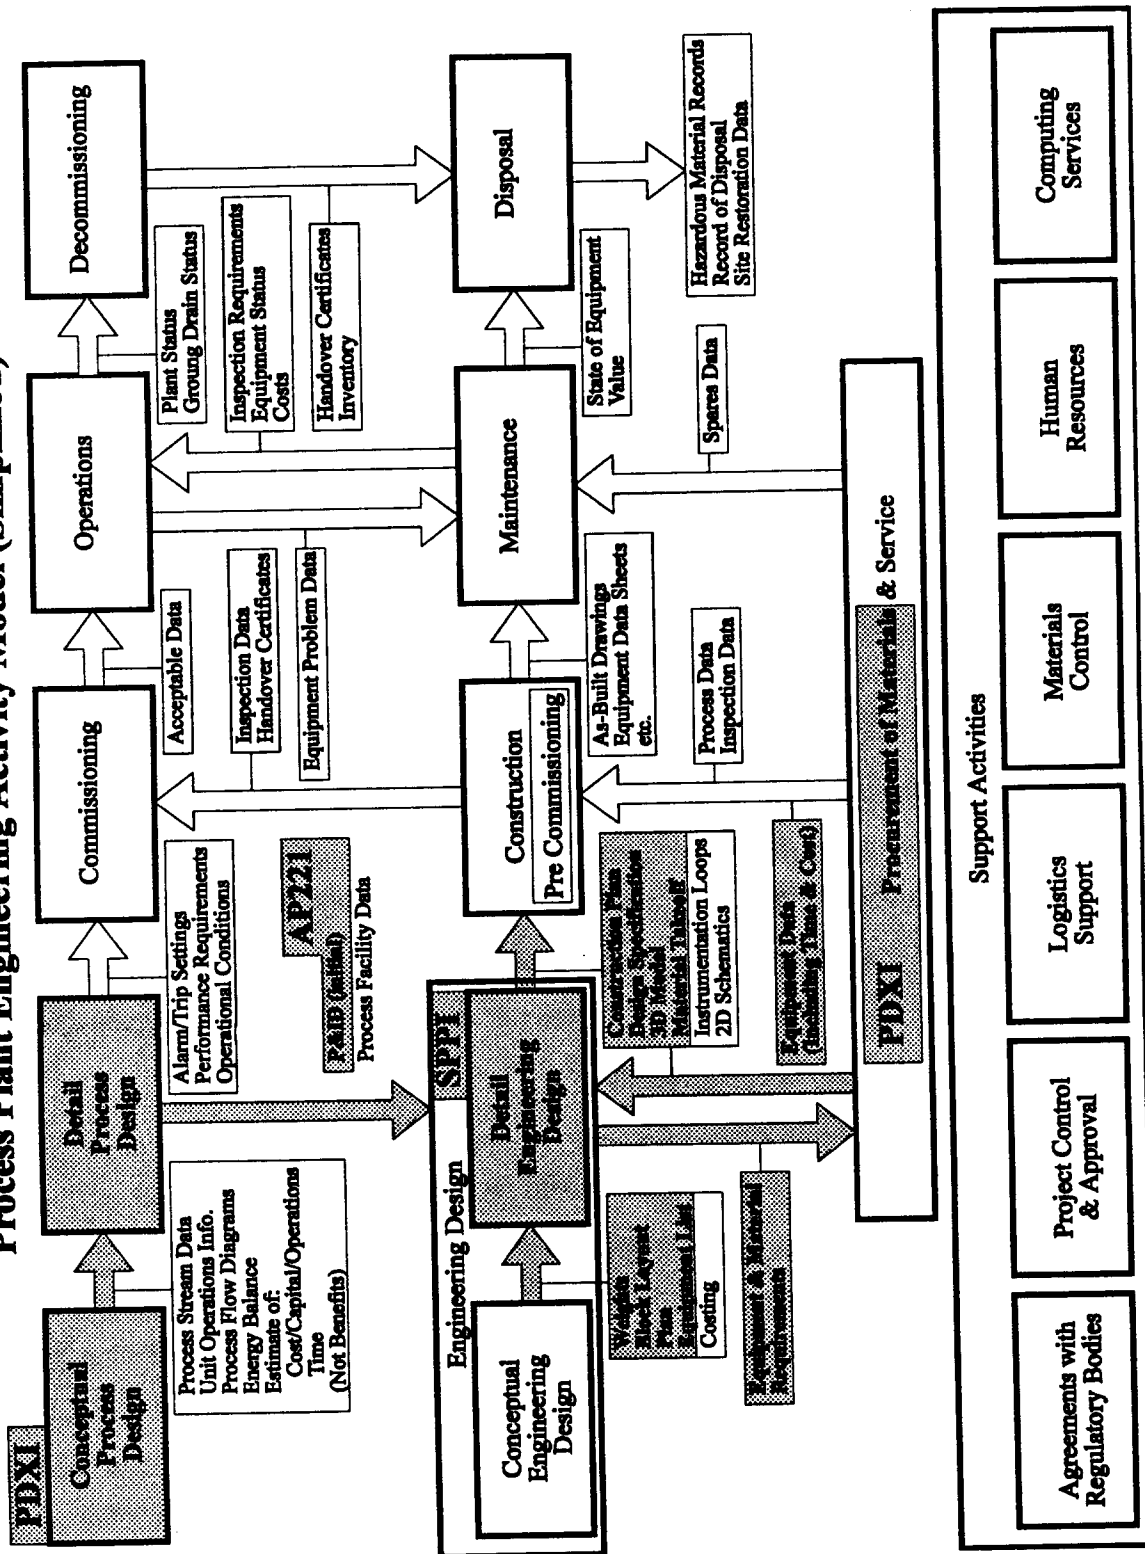 Process Plant Engineering Activity Model (Simplified)
PDXI
Conceptual
Process
Design
Process Stream Data
Unit Operations Info.
Process Flow Diagrams
Energy Balance
Estimate of:
Cost/Capital/Operations
Time
(Not Benefits)
Detail
Process
Design
Alarm/Trip Settings
Performance Requirements
Operational Conditions
Commissioning
Acceptable Data
Operations
Plant Status
Groung Drain Status
Decommissioning
P&ID (initial)
Process Facility Data
AP221
Inspection Data
Handover Certificates
Equipment Problem Data
Inspection Requirements
Equipment Status
Costs
Handover Certificates
Inventory
Engineering Design
SPPI
Conceptual
Engineering
Design
Weights
Block Layout
Plan
Equipment List
Costing
Detail
Engineering
Design
Construction Plan
Design Specification
3D Model
Material Takeoff
Instrumentation Loops
2D Schematics
Construction
Pre Commissioning
As-Built Drawings
Equipment Data Sheets
etc.
Maintenance
State of Equipment
Value
Disposal
Hazardous Material Records
Record of Disposal
Site Restoration Data
Equipment & Material
Requirements
Equipment Data
(Including Time & Cost)
Process Data
Inspection Data
Spares Data
PDXI Procurement of Materials & Service
Support Activities
Agreements with
Regulatory Bodies
Project Control
& Approval
Logistics
Support
Materials
Control
Human
Resources
Computing
Services